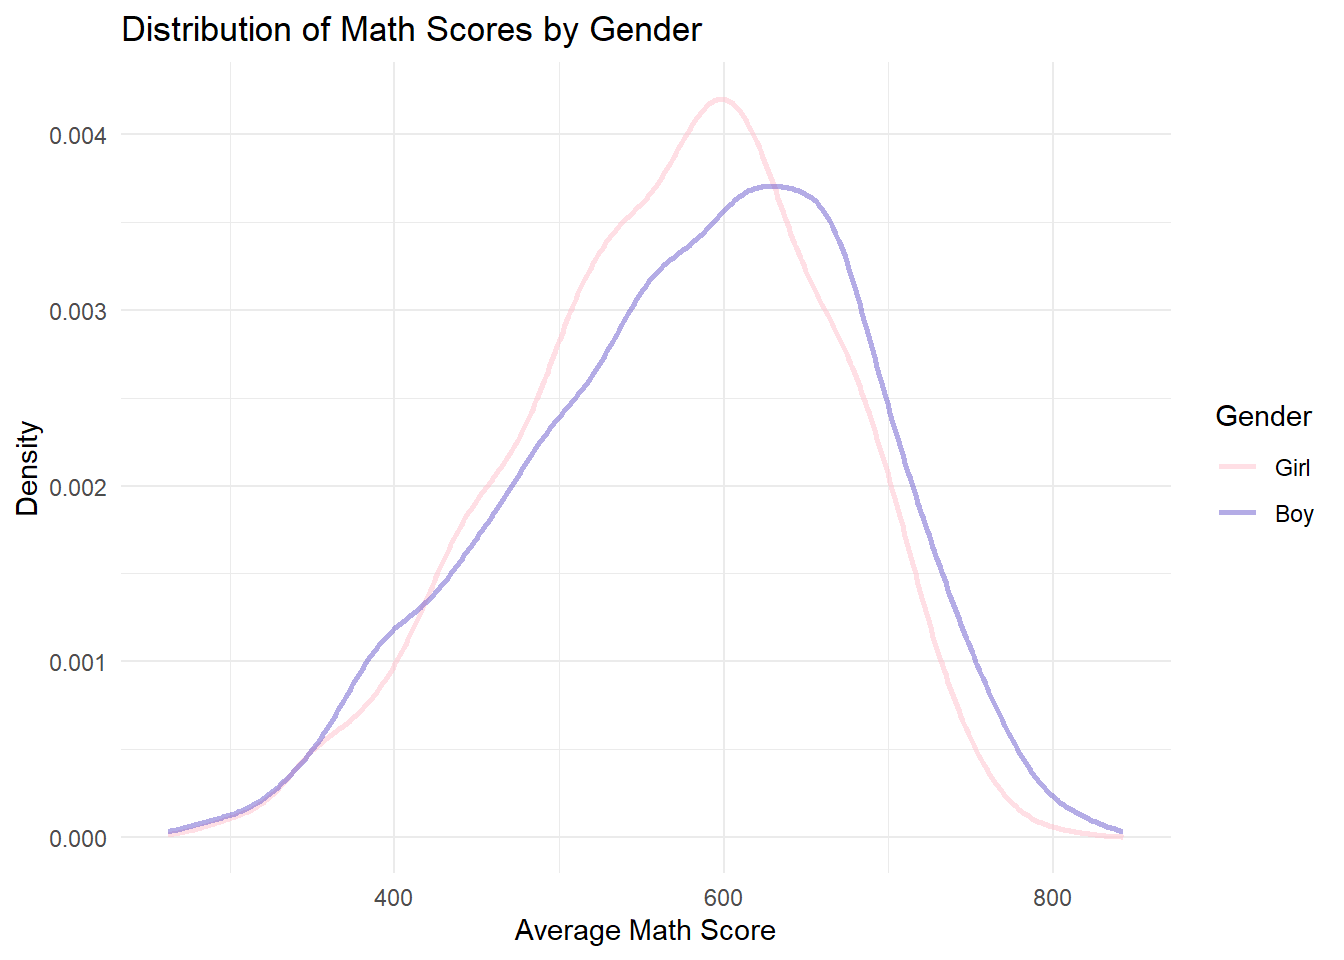 Distribution of Math Scores by Gender
0.004
0.003
0.002
0.001
0.000
Density
400
600
800
Average Math Score
Gender
Girl
Boy